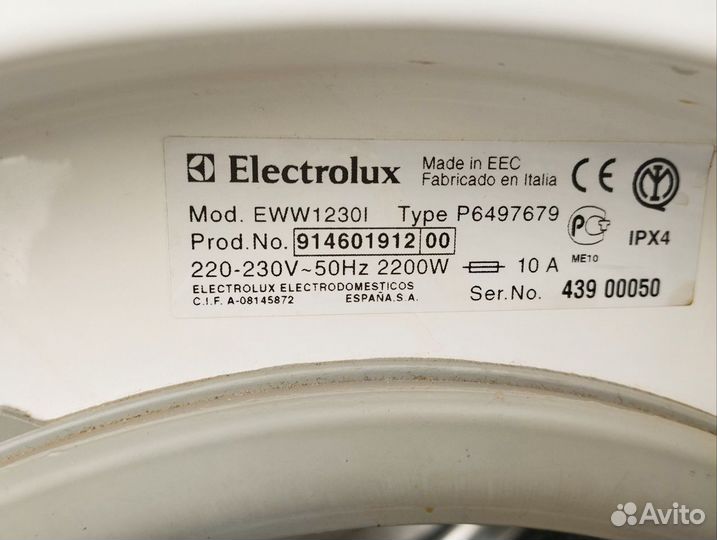 Electrolux
Made in EEC
Fabricado en Italia
CE
Mod. EWW1230I Type P6497679
Prod.No. 914601912 00
PC
ME10
IPX4
220-230V~50Hz 2200W 10 A
ELECTROLUX ELECTRODOMESTICOS
C.I.F. A-08145872 ESPAÑA.S.A.
Ser.No. 439 00050
Avito